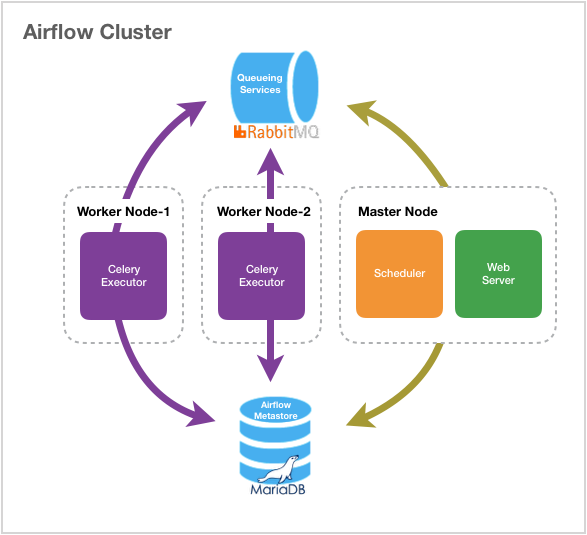 Airflow Cluster
Queueing
Services
RabbitMQ
Worker Node-1
Worker Node-2
Master Node
Celery
Executor
Celery
Executor
Scheduler
Web
Server
Airflow
Metastore
MariaDB